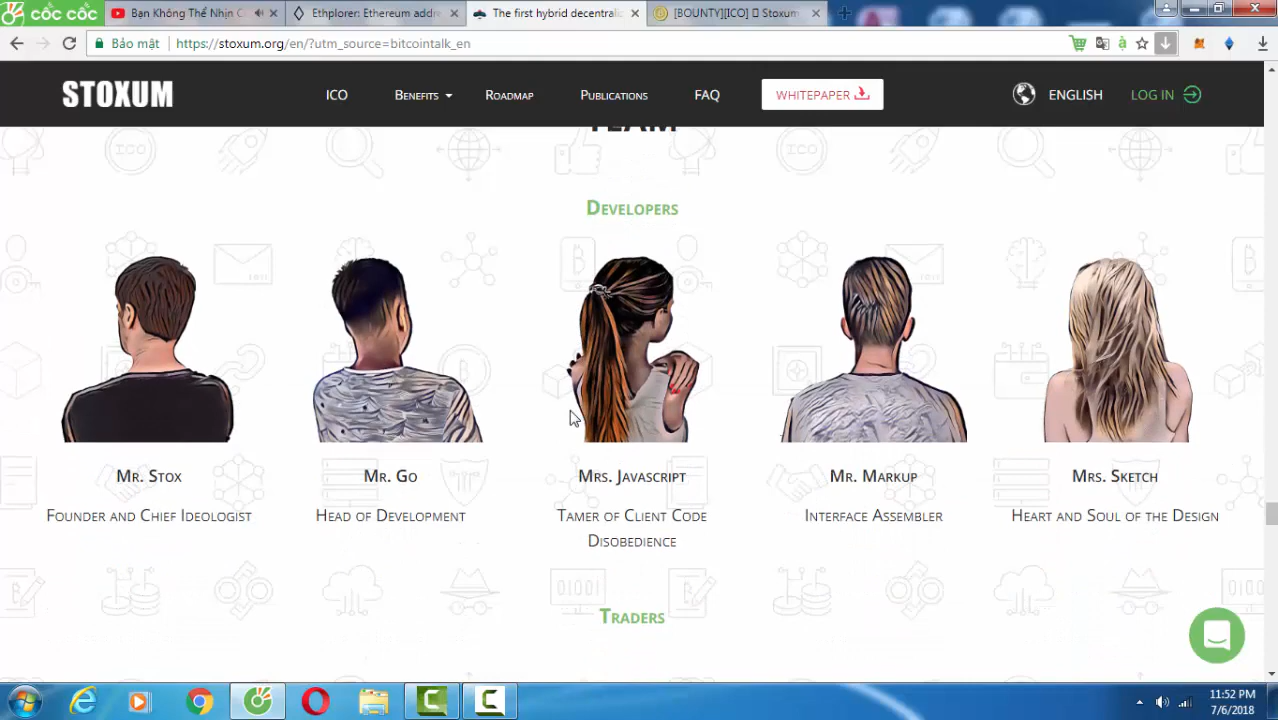 cốc cốc
Bạn Không Thể Nhịn C
Ethplorer: Ethereum addr
The first hybrid decentrali
[BOUNTY][ICO] Stoxum
Bảo mật
https://stoxum.org/en/?utm_source=bitcointalk_en
STOXUM
ICO
Benefits
Roadmap
Publications
FAQ
WHITEPAPER
ENGLISH
LOG IN
TEAM
Developers
Mr. Stox
Mr. Go
Mrs. Javascript
Mr. Markup
Mrs. Sketch
Founder and Chief Ideologist
Head of Development
Tamer of Client Code
Disobedience
Interface Assembler
Heart and Soul of the Design
Traders
11:52 PM
7/6/2018